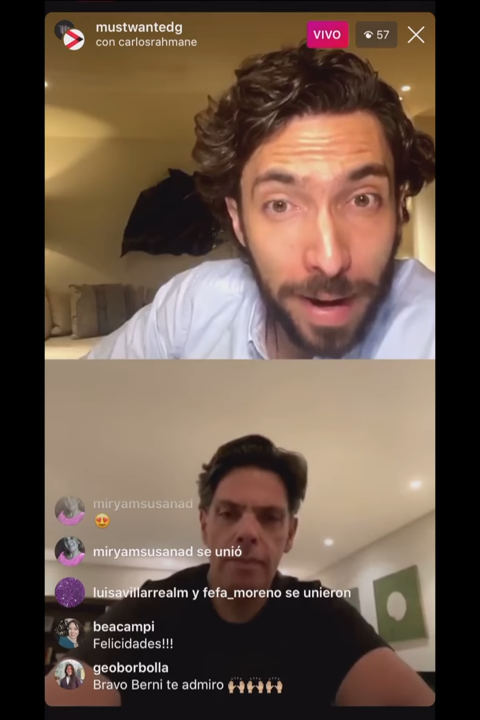 mustwantedg
con carlosrahmane
VIVO
57
miryamsusanad
😍
miryamsusanad se unió
luisavillarrealm y fefa_moreno se unieron
beacampi
Felicidades!!!
geoborbolla
Bravo Berni te admiro 🙌🏼🙌🏼🙌🏼